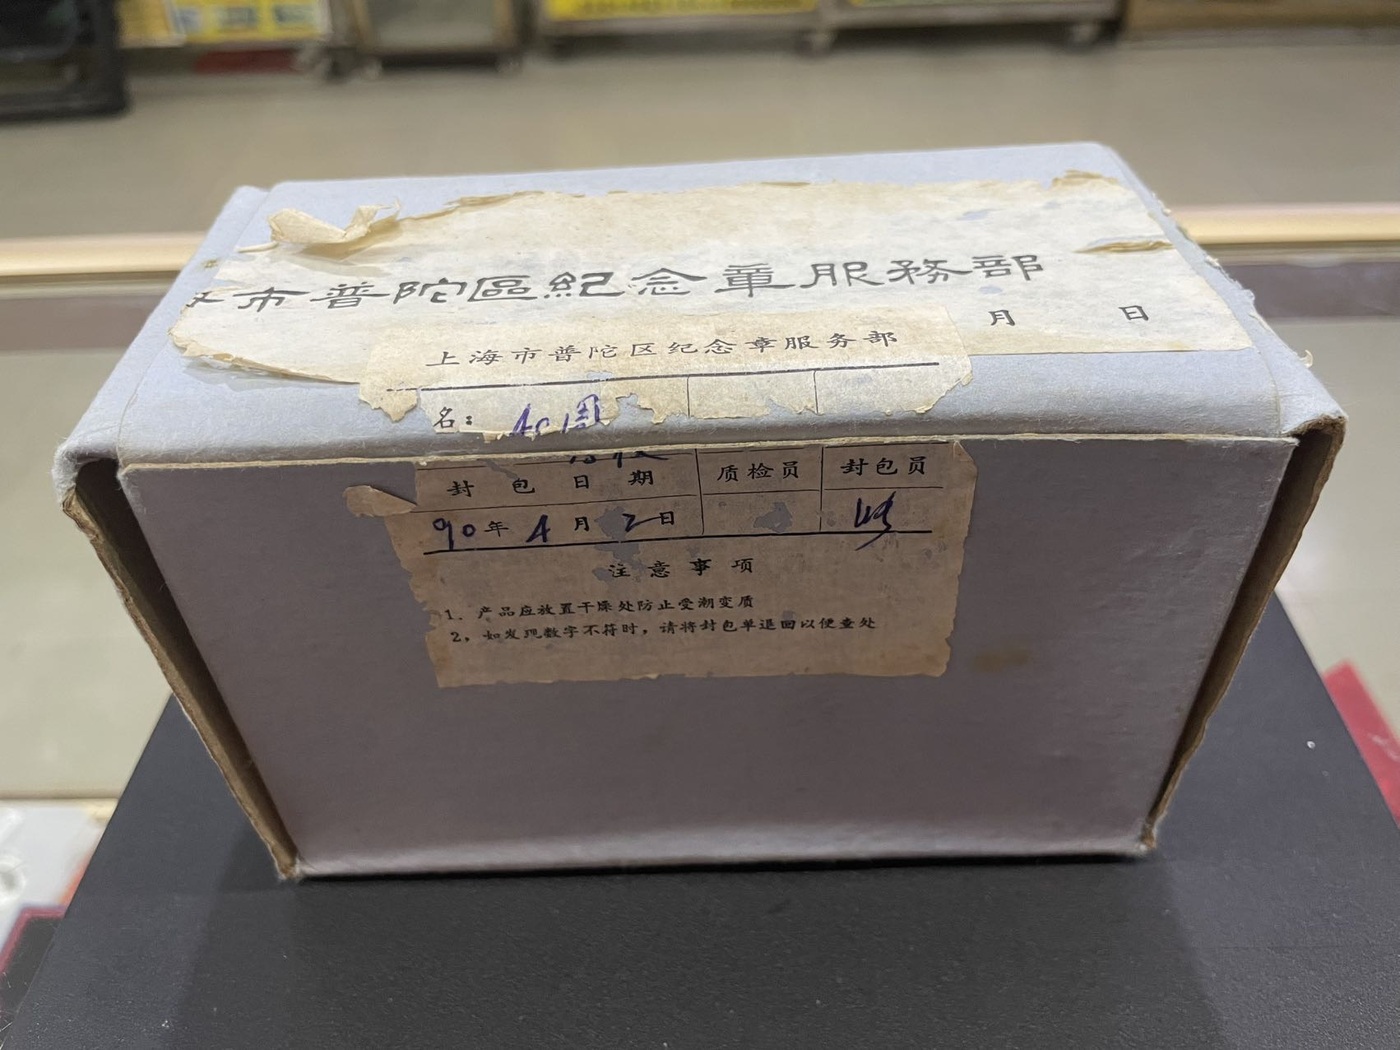 市普陀區紀念章服務部
月 日
上海市普陀区纪念章服务部
名：
封包日期 质检员 封包员
90年4月2日
注意事项
1、产品应放置干燥处防止受潮变质
2，如发现数字不符时，请将封包单退回以便查处